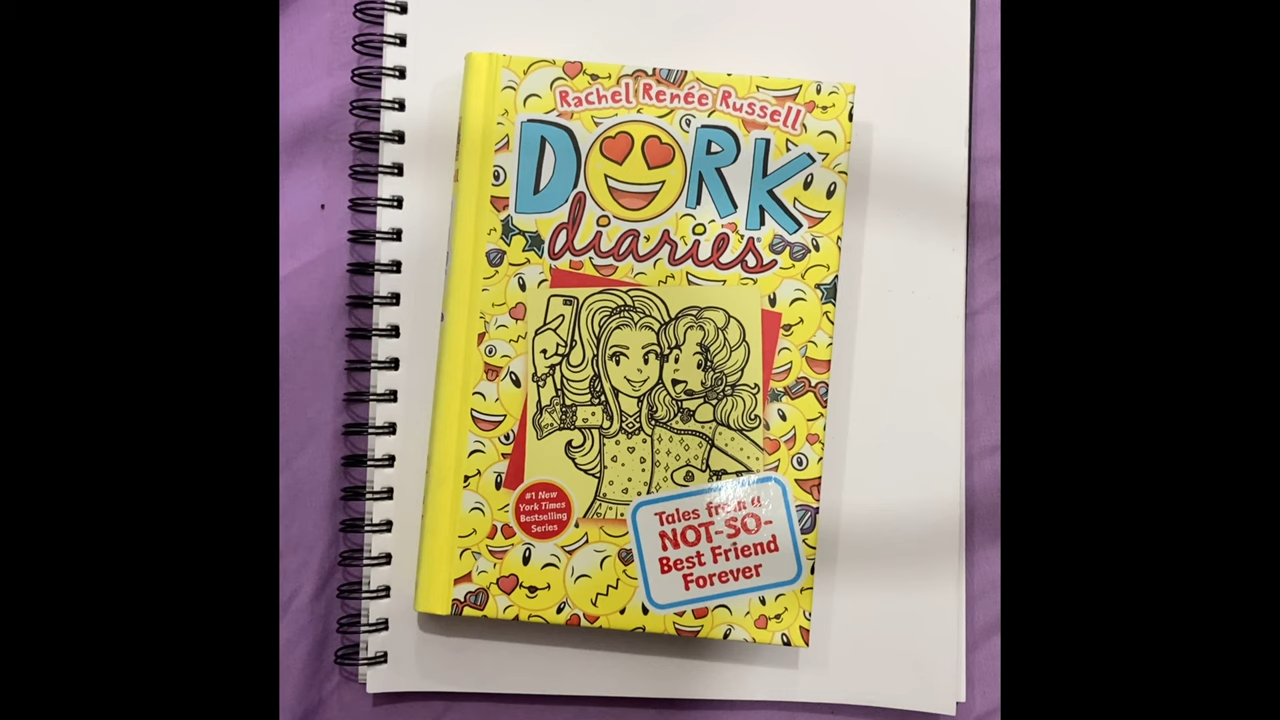 Rachel Renée Russell
DORK
diaries®
#1 New
York Times
Bestselling
Series
Tales from a
NOT-SO-
Best Friend
Forever